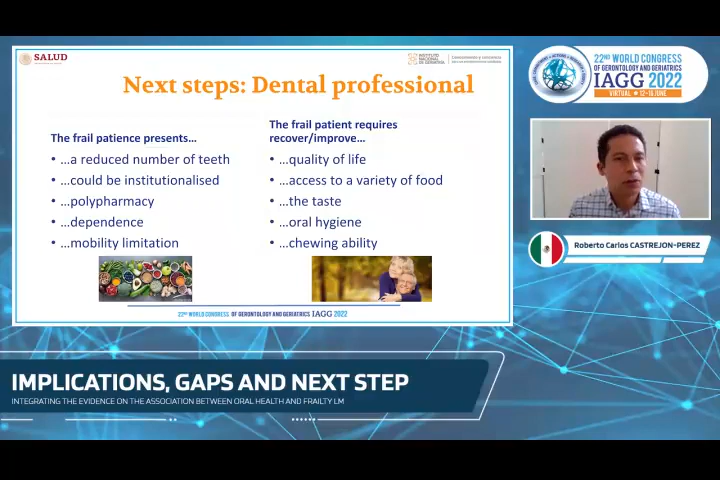 SALUD
INSTITUTO
NACIONAL
DE GERIATRÍA
Next steps: Dental professional
The frail patience presents...
• ...a reduced number of teeth
• ...could be institutionalised
• ...polypharmacy
• ...dependence
• ...mobility limitation
The frail patient requires
recover/improve...
• ...quality of life
• ...access to a variety of food
• ...the taste
• ...oral hygiene
• ...chewing ability
22ND WORLD CONGRESS OF GERONTOLOGY AND GERIATRICS IAGG 2022
22ND WORLD CONGRESS
OF GERONTOLOGY AND GERIATRICS
IAGG 2022
VIRTUAL ★ 12-16 JUNE
Roberto Carlos CASTREJON-PEREZ
IMPLICATIONS, GAPS AND NEXT STEP
INTEGRATING THE EVIDENCE ON THE ASSOCIATION BETWEEN ORAL HEALTH AND FRAILTY LM